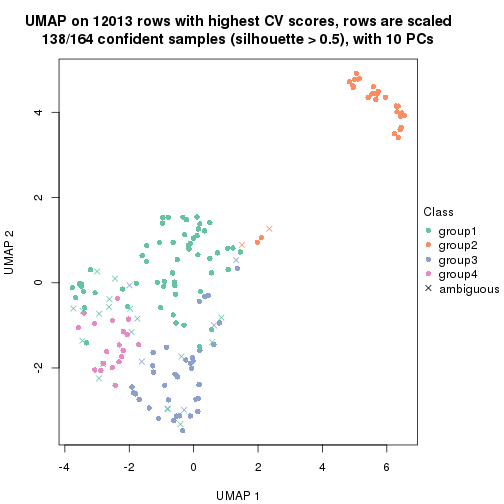 UMAP on 12013 rows with highest CV scores, rows are scaled
138/164 confident samples (silhouette > 0.5), with 10 PCs
4
2
0
-2
UMAP 2
-4
-2
0
2
4
6
UMAP 1
Class
group1
group2
group3
group4
ambiguous